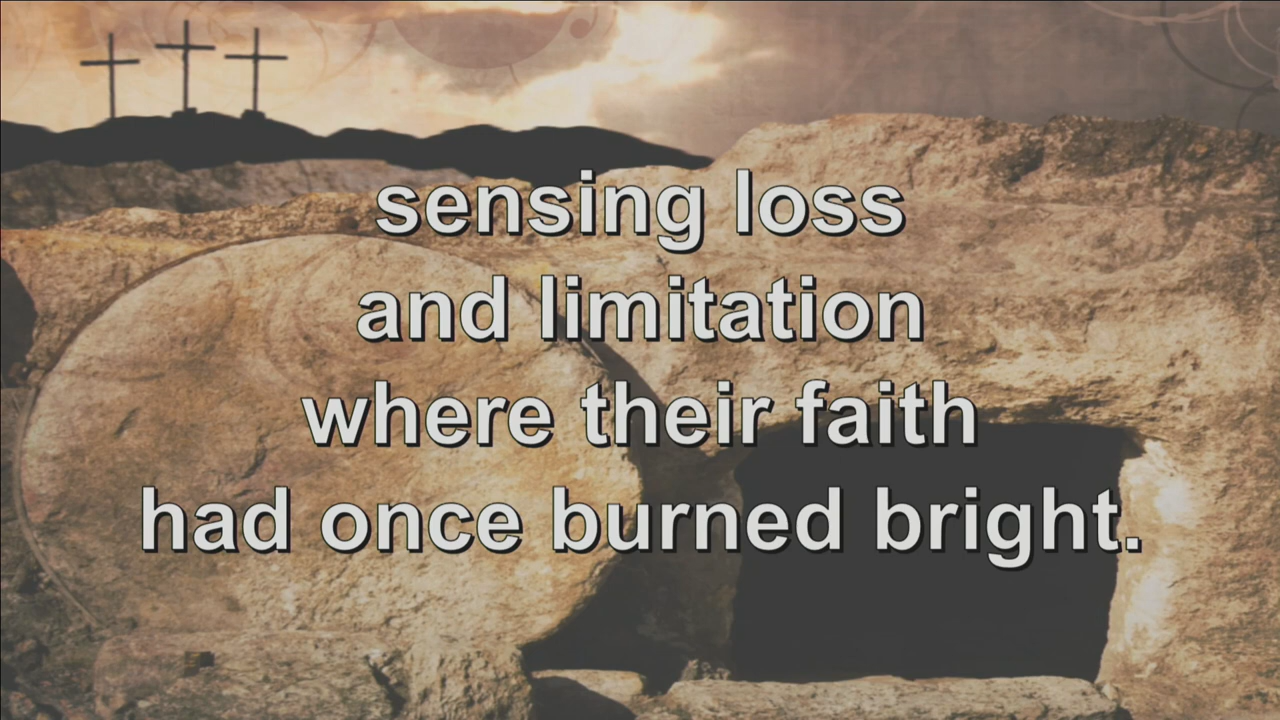 sensing loss
and limitation
where their faith
had once burned bright.